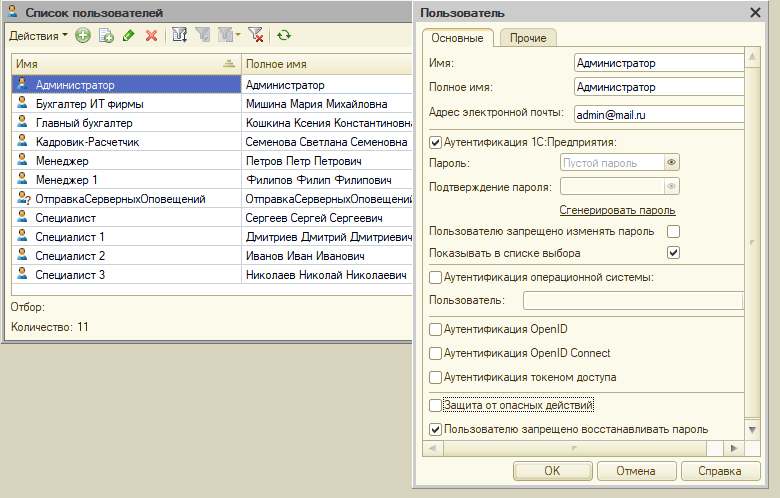 Список пользователей
Действия
Имя Полное имя
Администратор Администратор
Бухгалтер ИТ фирмы Мишина Мария Михайловна
Главный бухгалтер Кошкина Ксения Константиновна
Кадровик-Расчетчик Семенова Светлана Семеновна
Менеджер Петров Петр Петрович
Менеджер 1 Филипов Филип Филипович
ОтправкаСерверныхОповещений ОтправкаСерверныхОповещений
Специалист Сергеев Сергей Сергеевич
Специалист 1 Дмитриев Дмитрий Дмитриевич
Специалист 2 Иванов Иван Иванович
Специалист 3 Николаев Николай Николаевич
Отбор:
Количество: 11
Пользователь
Основные Прочие
Имя: Администратор
Полное имя: Администратор
Адрес электронной почты: admin@mail.ru
Аутентификация 1С:Предприятия:
Пароль: Пустой пароль
Подтверждение пароля:
Сгенерировать пароль
Пользователю запрещено изменять пароль
Показывать в списке выбора
Аутентификация операционной системы:
Пользователь:
Аутентификация OpenID
Аутентификация OpenID Connect
Аутентификация токеном доступа
Защита от опасных действий
Пользователю запрещено восстанавливать пароль
OK Отмена Справка